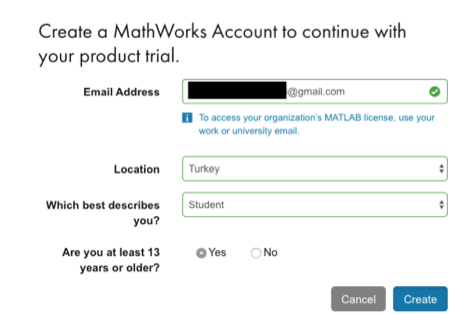 Create a MathWorks Account to continue with
your product trial.
Email Address
@gmail.com
To access your organization's MATLAB license, use your
work or university email.
Location
Turkey
Which best describes
you?
Student
Are you at least 13
years or older?
Yes
No
Cancel
Create